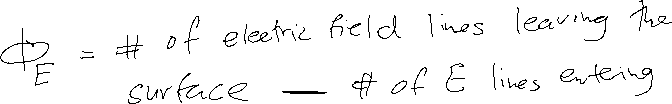 Φ_E = # of electric field lines leaving the
surface — # of E lines entering